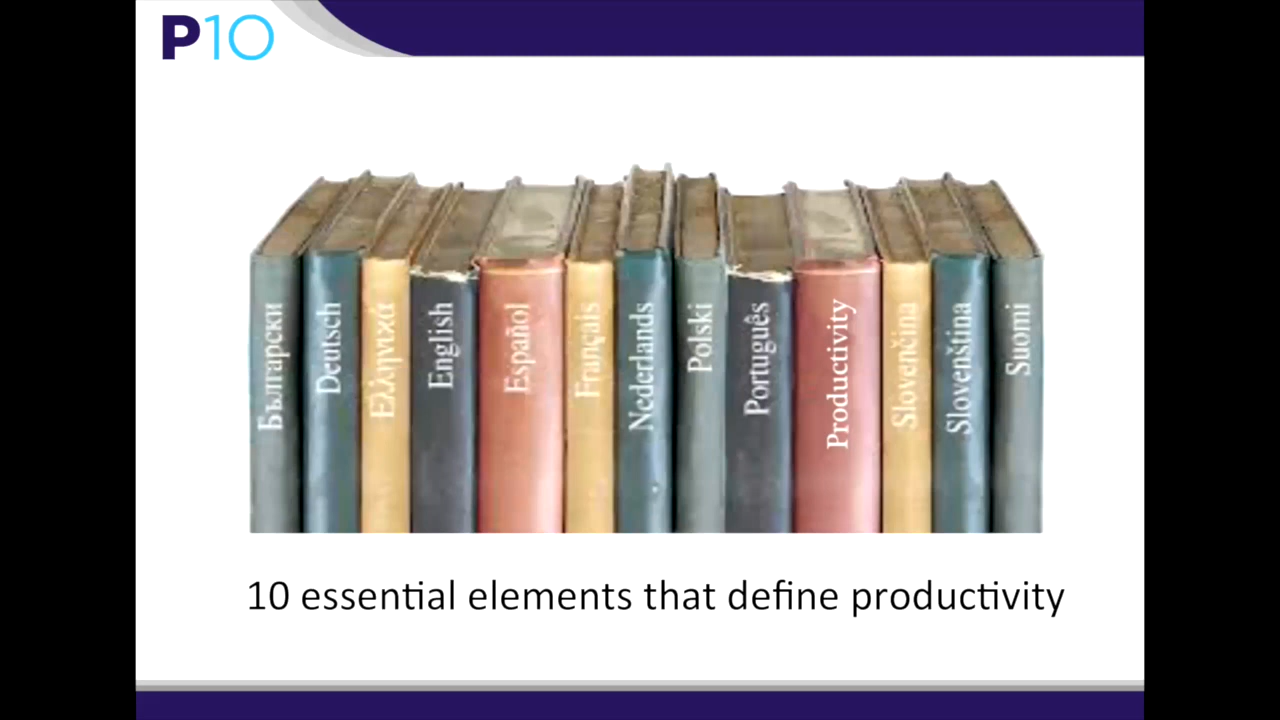 P10
Български
Deutsch
Ελληνικά
English
Español
Français
Nederlands
Polski
Português
Productivity
Slovenčina
Slovenština
Suomi
10 essential elements that define productivity